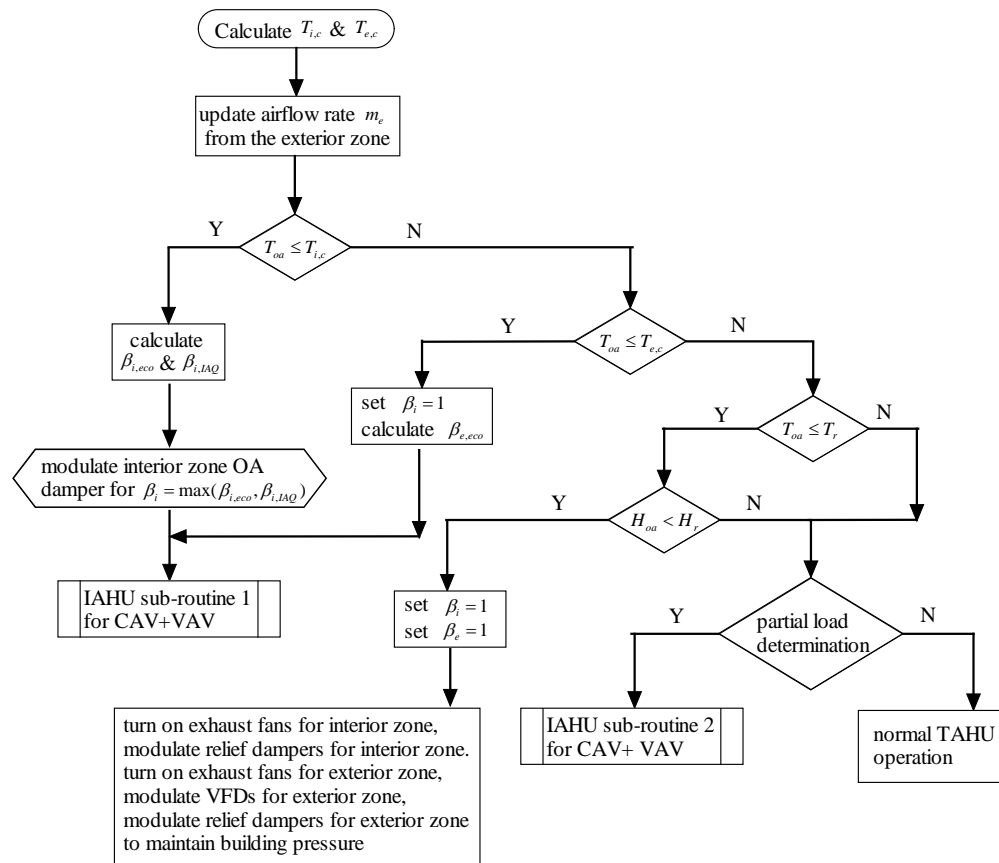 Calculate T_{i,c} & T_{e,c}
update airflow rate m_e
from the exterior zone
Y
N
T_{oa} ≤ T_{i,c}
calculate
β_{i,eco} & β_{i,IAQ}
modulate interior zone OA
damper for β_i = max(β_{i,eco}, β_{i,IAQ})
IAHU sub-routine 1
for CAV+VAV
Y
N
T_{oa} ≤ T_{e,c}
set β_i = 1
calculate β_{e,eco}
Y
N
T_{oa} ≤ T_r
Y
N
H_{oa} < H_r
set β_i = 1
set β_e = 1
turn on exhaust fans for interior zone,
modulate relief dampers for interior zone.
turn on exhaust fans for exterior zone,
modulate VFDs for exterior zone,
modulate relief dampers for exterior zone
to maintain building pressure
Y
N
partial load
determination
IAHU sub-routine 2
for CAV+ VAV
normal TAHU
operation